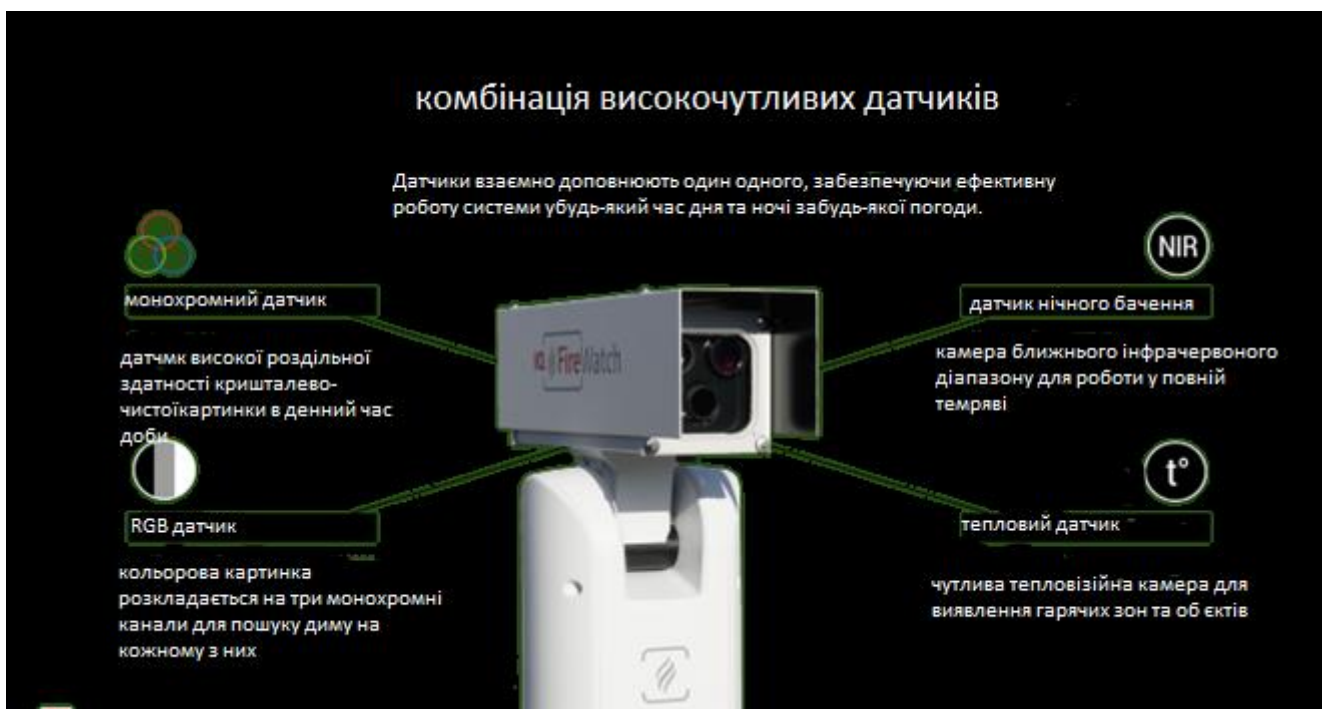 комбінація високочутливих датчиків
Датчики взаємно доповнюють один одного, забезпечуючи ефективну
роботу системи убудь-який час дня та ночі забудь-якої погоди.
монохромний датчик
датчмк високої роздільної
здатності кришталево-
чистоїкартинки в денний час
доби
RGB датчик
кольорова картинка
розкладається на три монохромні
канали для пошуку диму на
кожному з них
NIR
датчик нічного бачення
камера ближнього інфрачервоного
діапазону для роботи у повній
темряві
t°
тепловий датчик
чутлива тепловізійна камера для
виявлення гарячих зон та об єктів
IQ FireWatch